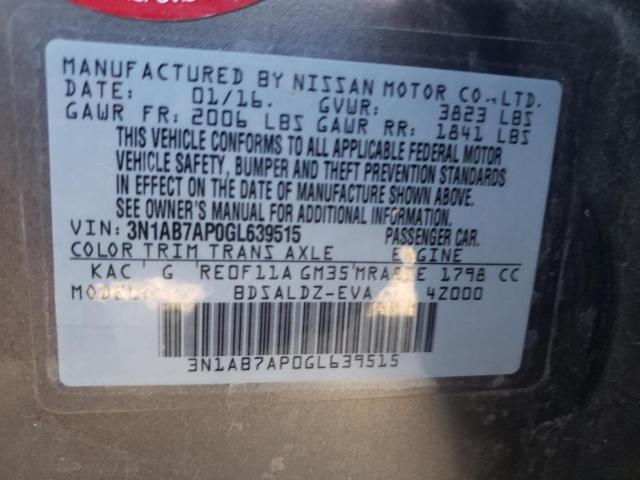 MANUFACTURED BY NISSAN MOTOR CO.,LTD.
DATE: 01/16. GVWR: 3823 LBS
GAWR FR: 2006 LBS GAWR RR: 1841 LBS
THIS VEHICLE CONFORMS TO ALL APPLICABLE FEDERAL MOTOR
VEHICLE SAFETY, BUMPER AND THEFT PREVENTION STANDARDS
IN EFFECT ON THE DATE OF MANUFACTURE SHOWN ABOVE.
SEE OWNER'S MANUAL FOR ADDITIONAL INFORMATION.
VIN: 3N1AB7AP0GL639515 PASSENGER CAR.
COLOR TRIM TRANS AXLE ENGINE
KAC G RE0F11A GM35 1798 CC
MODEL: BDSALDZ-EVA 4Z000
3N1AB7AP0GL639515